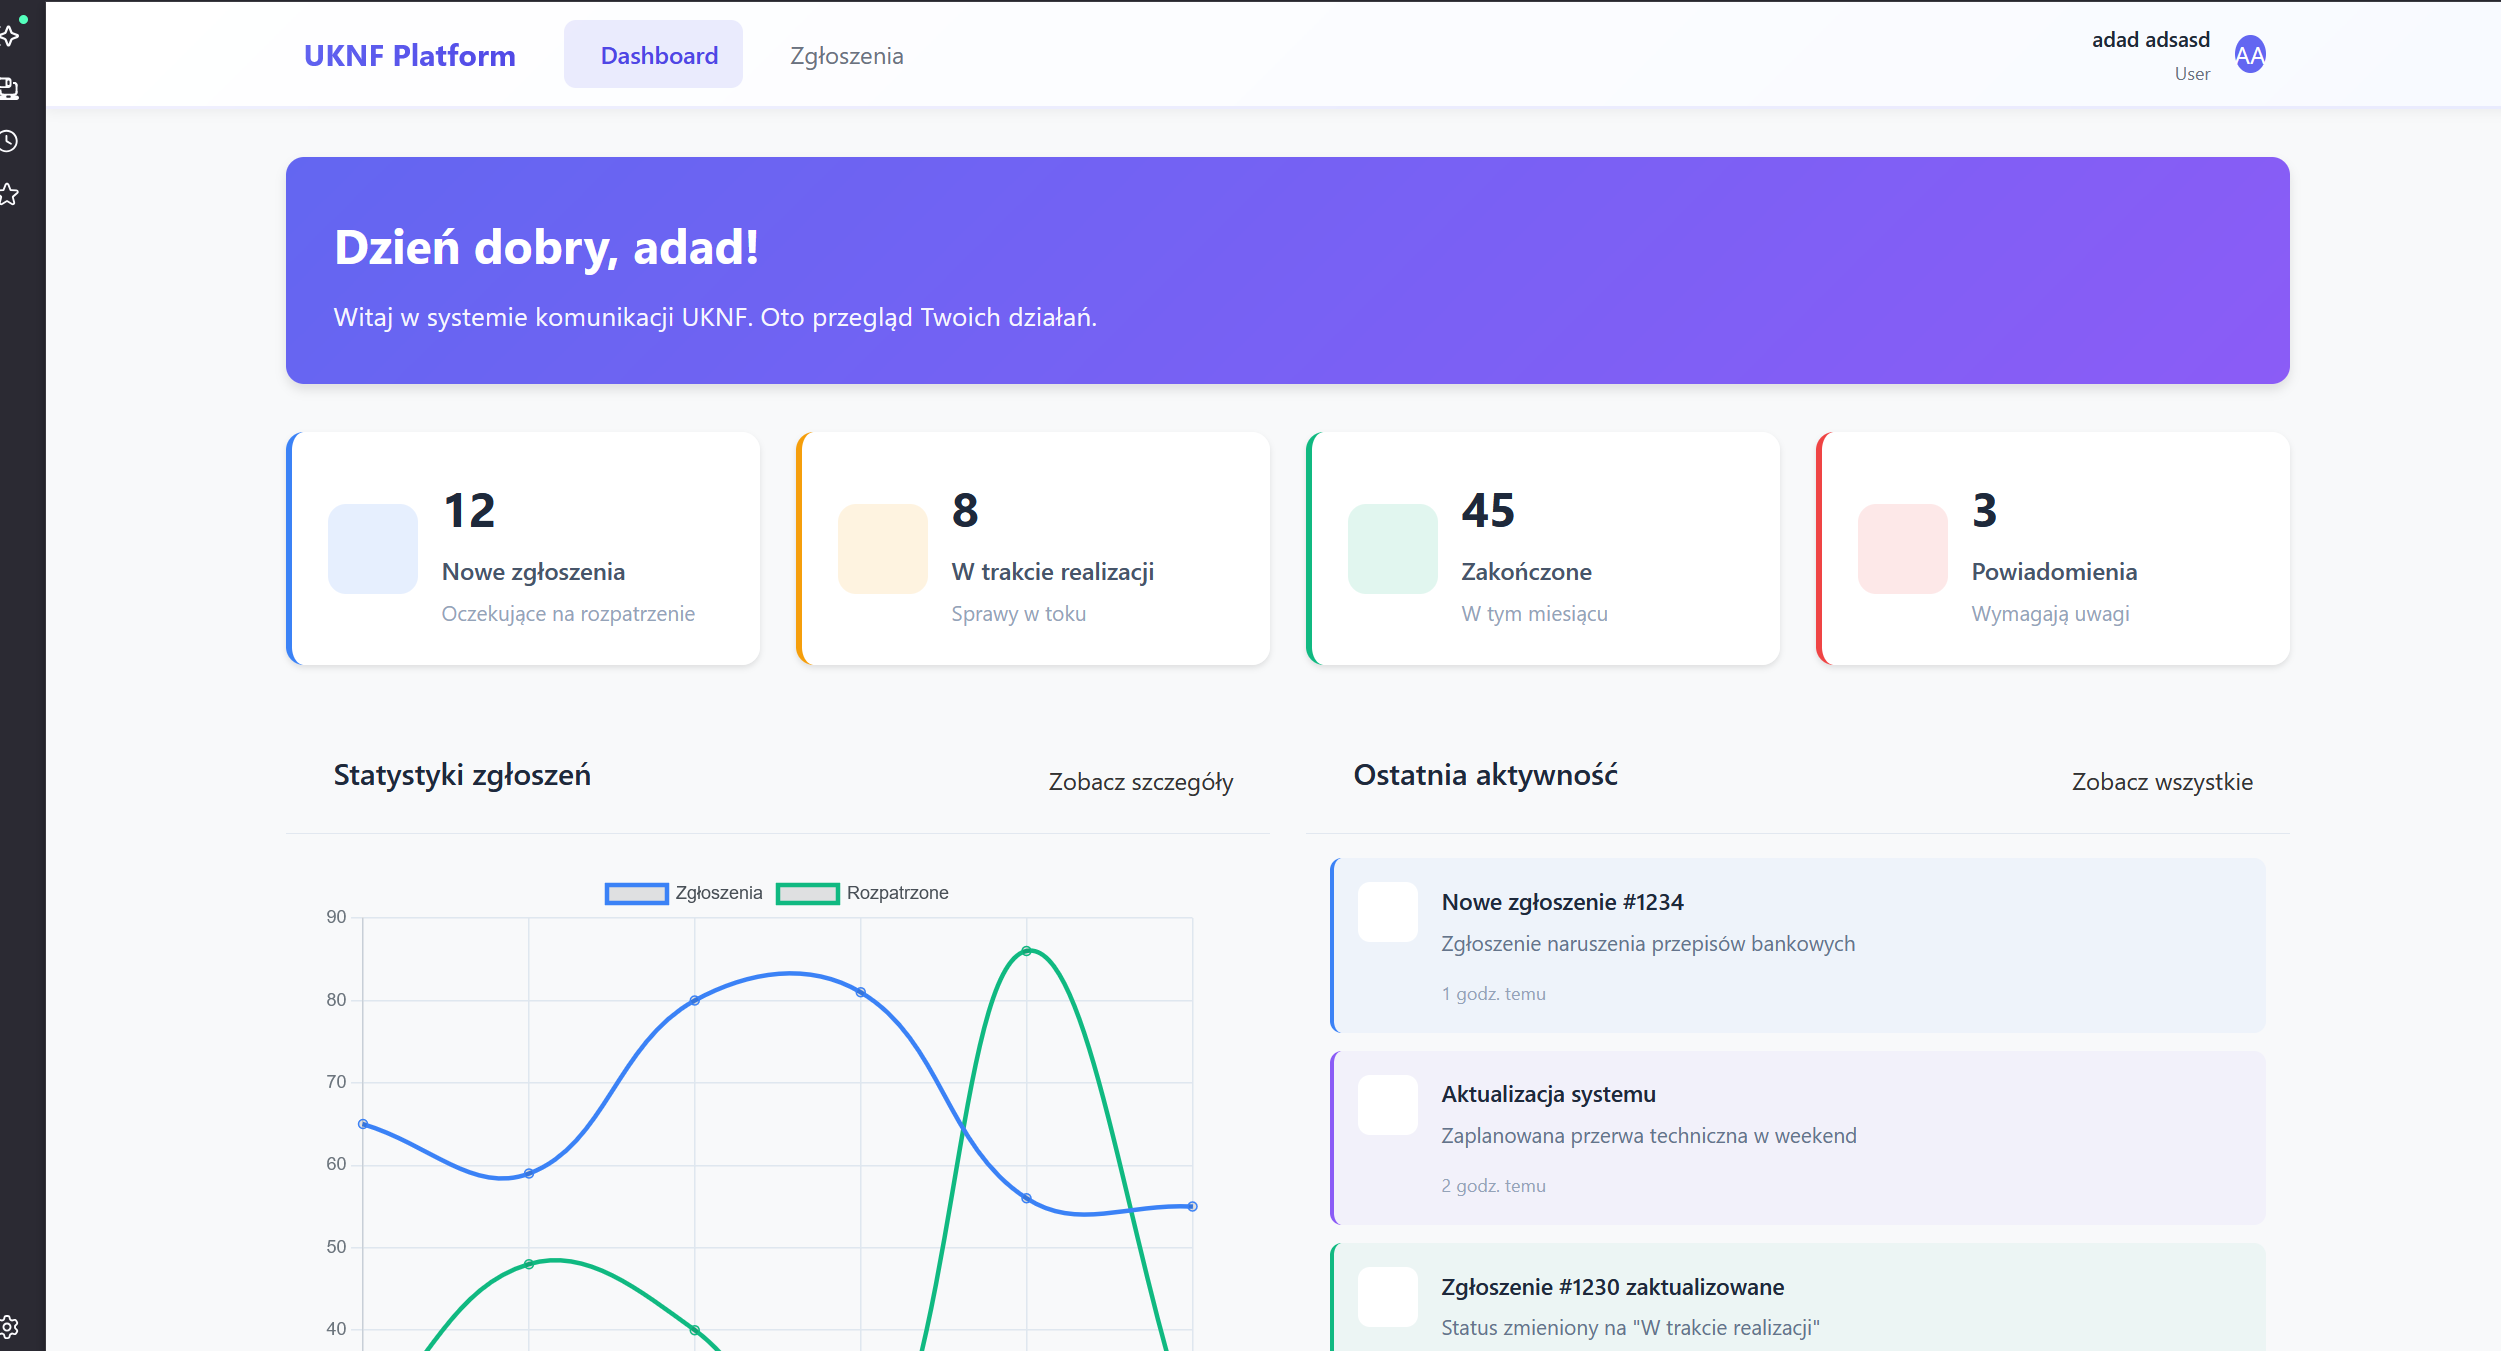 UKNF Platform
Dashboard
Zgłoszenia
adad adsasd
User
AA
Dzień dobry, adad!
Witaj w systemie komunikacji UKNF. Oto przegląd Twoich działań.
12
Nowe zgłoszenia
Oczekujące na rozpatrzenie
8
W trakcie realizacji
Sprawy w toku
45
Zakończone
W tym miesiącu
3
Powiadomienia
Wymagają uwagi
Statystyki zgłoszeń
Zobacz szczegóły
Zgłoszenia
Rozpatrzone
90
80
70
60
50
40
Ostatnia aktywność
Zobacz wszystkie
Nowe zgłoszenie #1234
Zgłoszenie naruszenia przepisów bankowych
1 godz. temu
Aktualizacja systemu
Zaplanowana przerwa techniczna w weekend
2 godz. temu
Zgłoszenie #1230 zaktualizowane
Status zmieniony na "W trakcie realizacji"